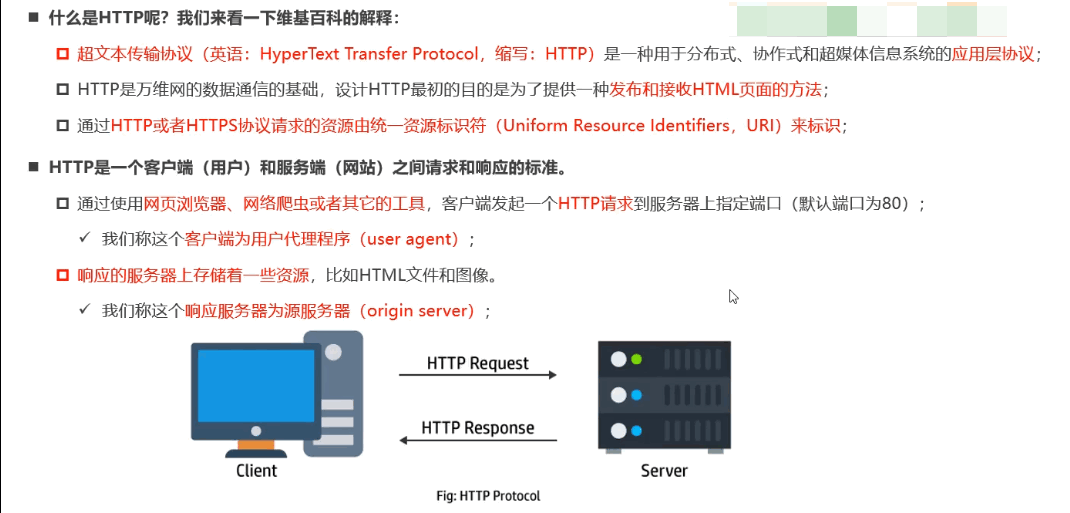 什么是HTTP呢？我们来看一下维基百科的解释：
超文本传输协议（英语：HyperText Transfer Protocol，缩写：HTTP）是一种用于分布式、协作式和超媒体信息系统的应用层协议；
HTTP是万维网的数据通信的基础，设计HTTP最初的目的是为了提供一种发布和接收HTML页面的方法；
通过HTTP或者HTTPS协议请求的资源由统一资源标识符（Uniform Resource Identifiers，URI）来标识；
HTTP是一个客户端（用户）和服务端（网站）之间请求和响应的标准。
通过使用网页浏览器、网络爬虫或者其它的工具，客户端发起一个HTTP请求到服务器上指定端口（默认端口为80）；
我们称这个客户端为用户代理程序（user agent）；
响应的服务器上存储着一些资源，比如HTML文件和图像。
我们称这个响应服务器为源服务器（origin server）；
HTTP Request
HTTP Response
Client
Server
Fig: HTTP Protocol